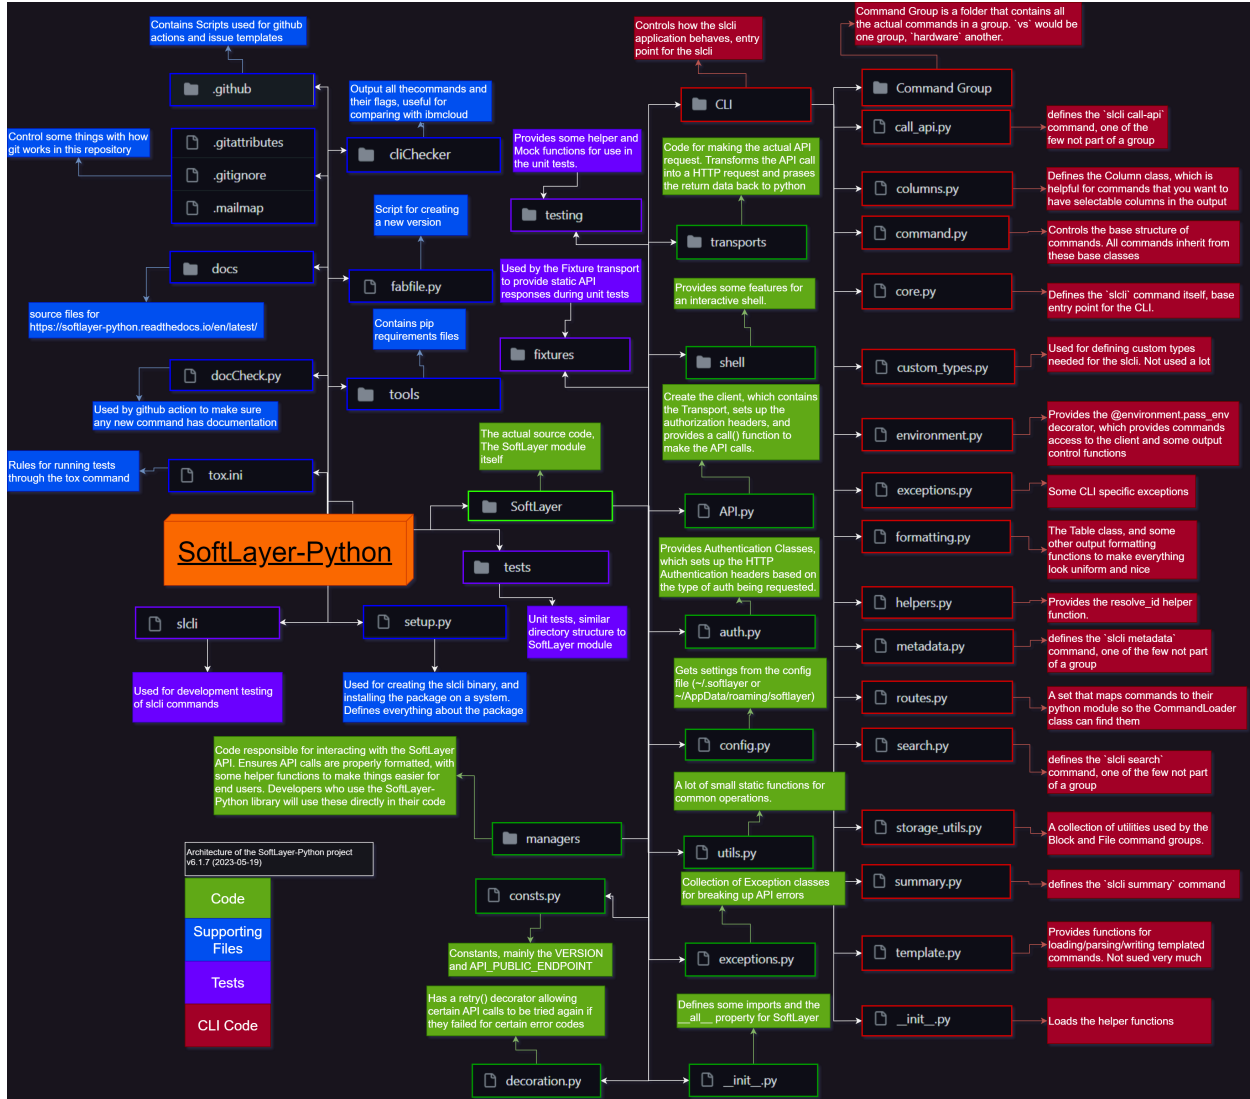 Contains Scripts used for github
actions and issue templates
.github
Control some things with how
git works in this repository
.gitattributes
.gitignore
.mailmap
docs
source files for
https://softlayer-python.readthedocs.io/en/latest/
docCheck.py
Used by github action to make sure
any new command has documentation
Rules for running tests
through the tox command
tox.ini
Output all thecommands and
their flags, useful for
comparing with ibmcloud
cliChecker
Script for creating
a new version
fabfile.py
Contains pip
requirements files
tools
SoftLayer-Python
slcli
Used for development testing
of slcli commands
setup.py
Used for creating the slcli binary, and
installing the package on a system.
Defines everything about the package
The actual source code,
The SoftLayer module
itself
SoftLayer
tests
Unit tests, similar
directory structure to
SoftLayer module
Provides some helper and
Mock functions for use in
the unit tests.
testing
Used by the Fixture transport
to provide static API
responses during unit tests
fixtures
Controls how the slcli
application behaves, entry
point for the slcli
CLI
Code for making the actual API
request. Transforms the API call
into a HTTP request and prases
the return data back to python
transports
Provides some features for
an interactive shell.
shell
Create the client, which contains
the Transport, sets up the
authorization headers, and
provides a call() function to
make the API calls.
API.py
Provides Authentication Classes,
which sets up the HTTP
Authentication headers based on
the type of auth being requested.
auth.py
Gets settings from the config
file (~/.softlayer or
~/AppData/roaming/softlayer)
config.py
A lot of small static functions for
common operations.
utils.py
Collection of Exception classes
for breaking up API errors
exceptions.py
Defines some imports and the
__all__ property for SoftLayer
__init__.py
Code responsible for interacting with the SoftLayer
API. Ensures API calls are properly formatted, with
some helper functions to make things easier for
end users. Developers who use the SoftLayer-
Python library will use these directly in their code
managers
consts.py
Constants, mainly the VERSION
and API_PUBLIC_ENDPOINT
Has a retry() decorator allowing
certain API calls to be tried again if
they failed for certain error codes
decoration.py
Architecture of the SoftLayer-Python project
v6.1.7 (2023-05-19)
Code
Supporting
Files
Tests
CLI Code
Command Group is a folder that contains all
the actual commands in a group. `vs` would be
one group, `hardware` another.
Command Group
call_api.py
defines the `slcli call-api`
command, one of the
few not part of a group
columns.py
Defines the Column class, which is
helpful for commands that you want to
have selectable columns in the output
command.py
Controls the base structure of
commands. All commands inherit from
these base classes
core.py
Defines the `slcli` command itself, base
entry point for the CLI.
custom_types.py
Used for defining custom types
needed for the slcli. Not used a lot
environment.py
Provides the @environment.pass_env
decorator, which provides commands
access to the client and some output
control functions
exceptions.py
Some CLI specific exceptions
formatting.py
The Table class, and some
other output formatting
functions to make everything
look uniform and nice
helpers.py
Provides the resolve_id helper
function.
metadata.py
defines the `slcli metadata`
command, one of the few not part
of a group
routes.py
A set that maps commands to their
python module so the CommandLoader
class can find them
search.py
defines the `slcli search`
command, one of the few not part
of a group
storage_utils.py
A collection of utilities used by the
Block and File command groups.
summary.py
defines the `slcli summary` command
template.py
Provides functions for
loading/parsing/writing templated
commands. Not sued very much
__init__.py
Loads the helper functions